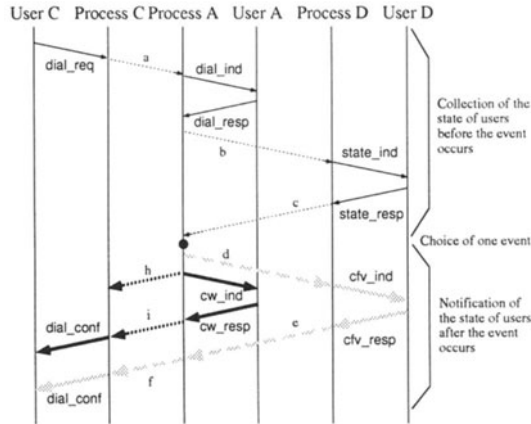 User C Process C Process A User A Process D User D
dial_req
a
dial_ind
dial_resp
b
state_ind
c
state_resp
Collection of the
state of users
before the event
occurs
Choice of one event
d
h
cfv_ind
cw_ind
i
cw_resp
dial_conf
e
cfv_resp
f
dial_conf
Notification of
the state of users
after the event
occurs